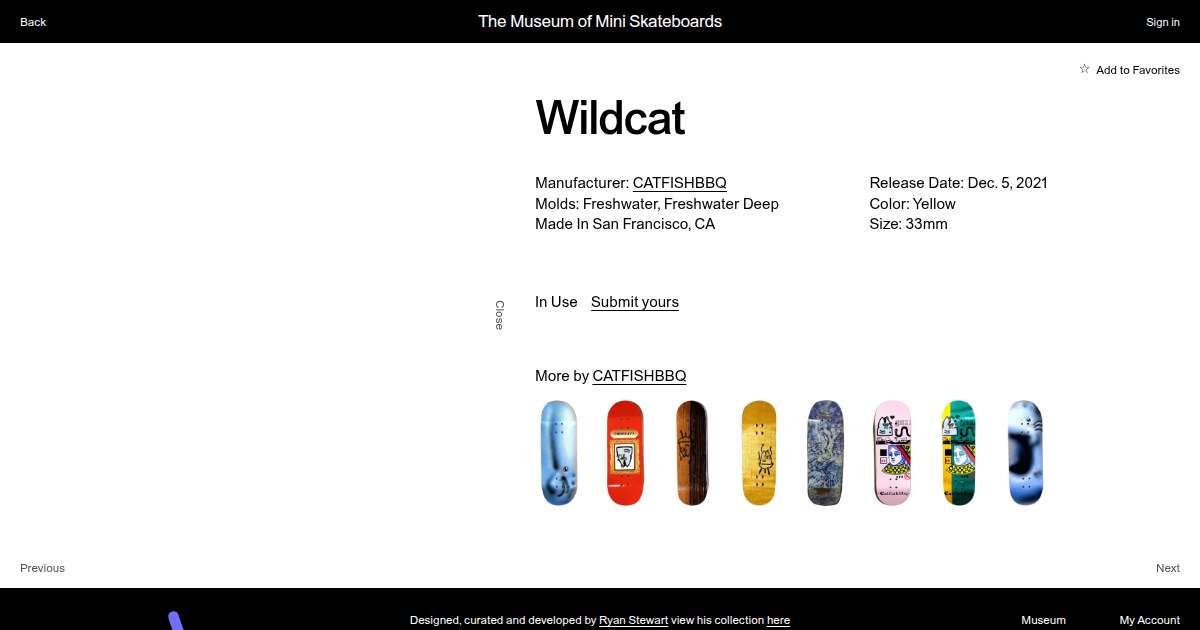 Back
The Museum of Mini Skateboards
Sign in
☆ Add to Favorites
Wildcat
Manufacturer: CATFISHBBQ
Molds: Freshwater, Freshwater Deep
Made In San Francisco, CA
Release Date: Dec. 5, 2021
Color: Yellow
Size: 33mm
Close
In Use Submit yours
More by CATFISHBBQ
Previous
Next
Designed, curated and developed by Ryan Stewart view his collection here
Museum
My Account